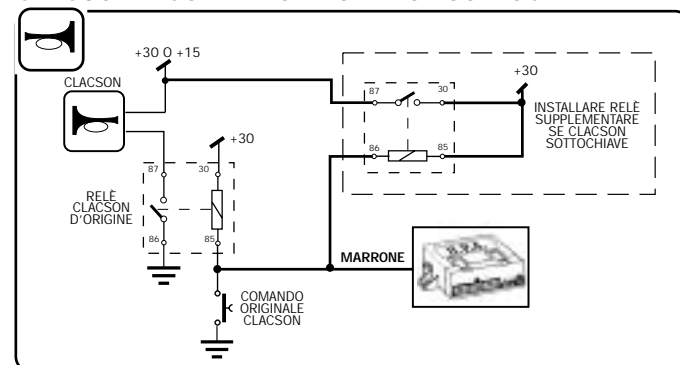 +30 O +15
CLACSON
+30
87
30
RELÈ
CLACSON
D'ORIGINE
86
85
COMANDO
ORIGINALE
CLACSON
MARRONE
87
30
86
85
+30
INSTALLARE RELÈ
SUPPLEMENTARE
SE CLACSON
SOTTOCHIAVE